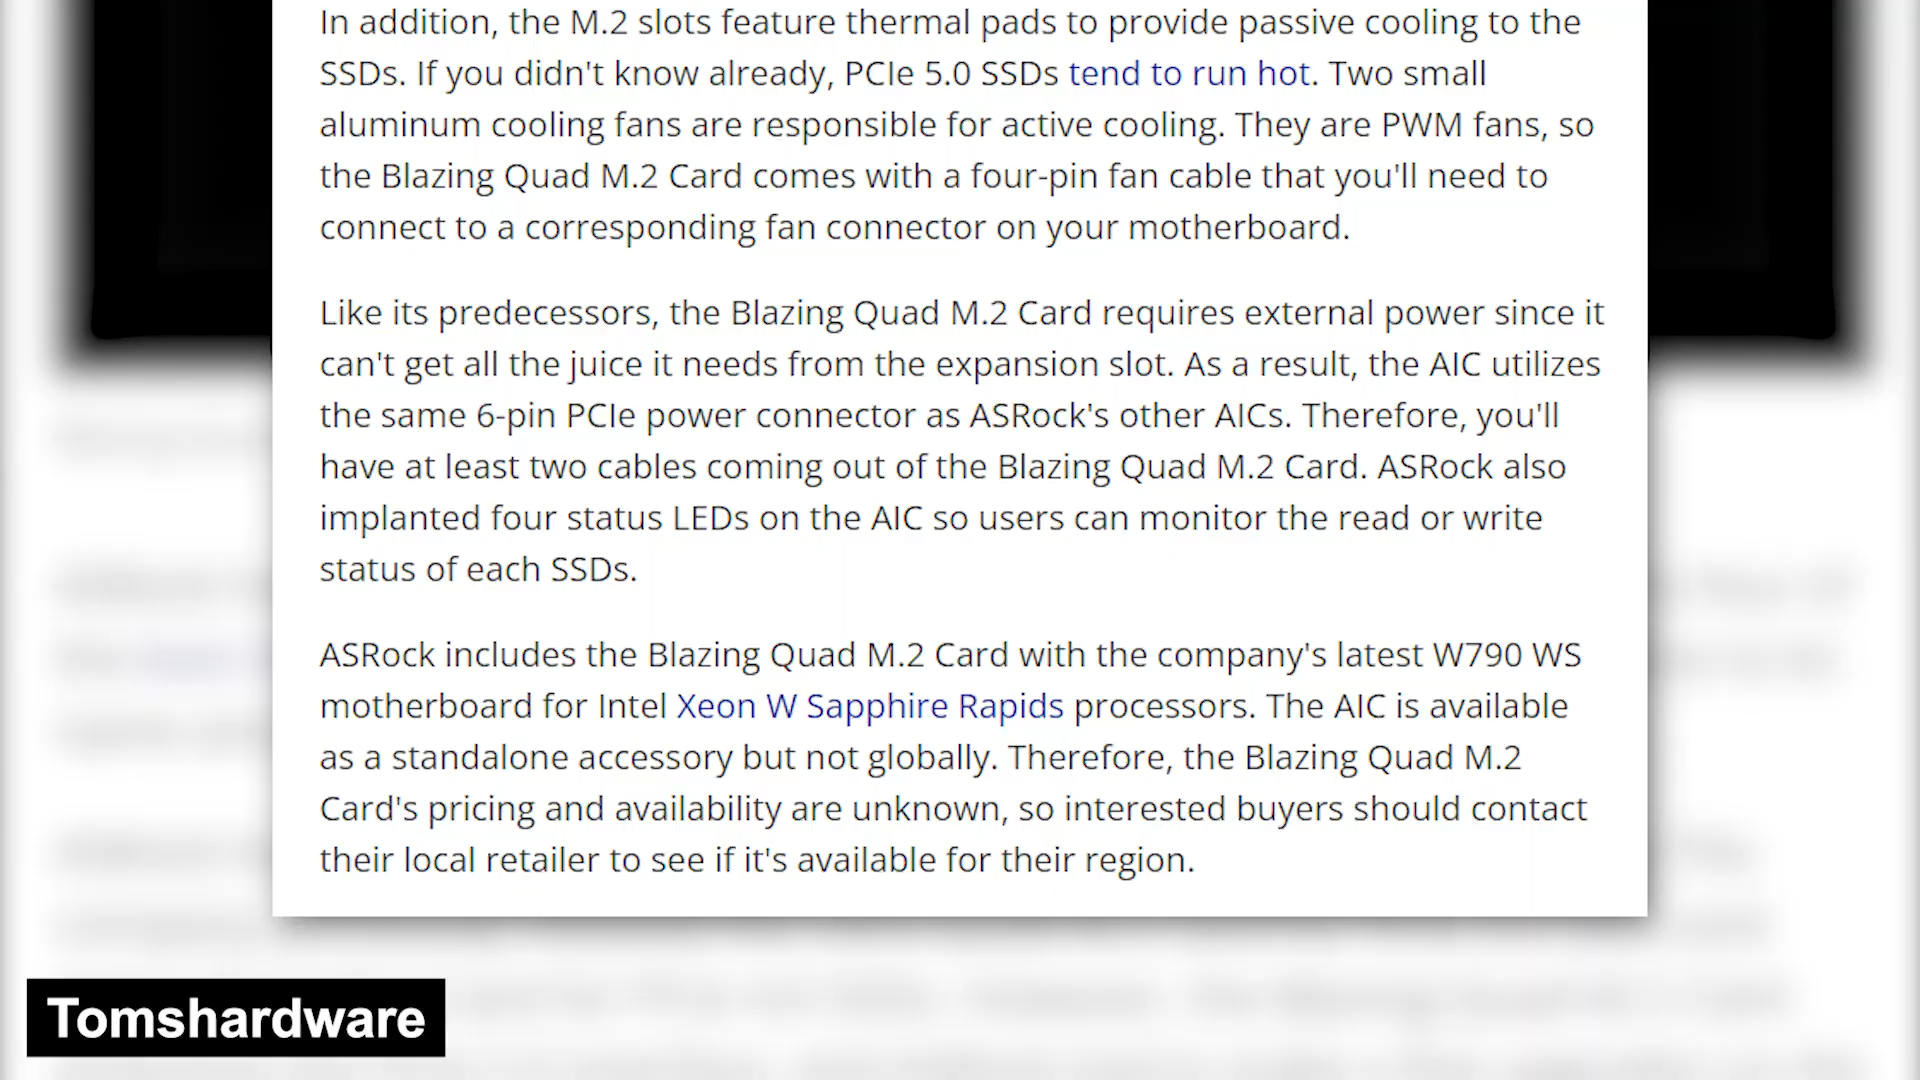 In addition, the M.2 slots feature thermal pads to provide passive cooling to the
SSDs. If you didn't know already, PCIe 5.0 SSDs tend to run hot. Two small
aluminum cooling fans are responsible for active cooling. They are PWM fans, so
the Blazing Quad M.2 Card comes with a four-pin fan cable that you'll need to
connect to a corresponding fan connector on your motherboard.
Like its predecessors, the Blazing Quad M.2 Card requires external power since it
can't get all the juice it needs from the expansion slot. As a result, the AIC utilizes
the same 6-pin PCIe power connector as ASRock's other AICs. Therefore, you'll
have at least two cables coming out of the Blazing Quad M.2 Card. ASRock also
implanted four status LEDs on the AIC so users can monitor the read or write
status of each SSDs.
ASRock includes the Blazing Quad M.2 Card with the company's latest W790 WS
motherboard for Intel Xeon W Sapphire Rapids processors. The AIC is available
as a standalone accessory but not globally. Therefore, the Blazing Quad M.2
Card's pricing and availability are unknown, so interested buyers should contact
their local retailer to see if it's available for their region.
Tomshardware